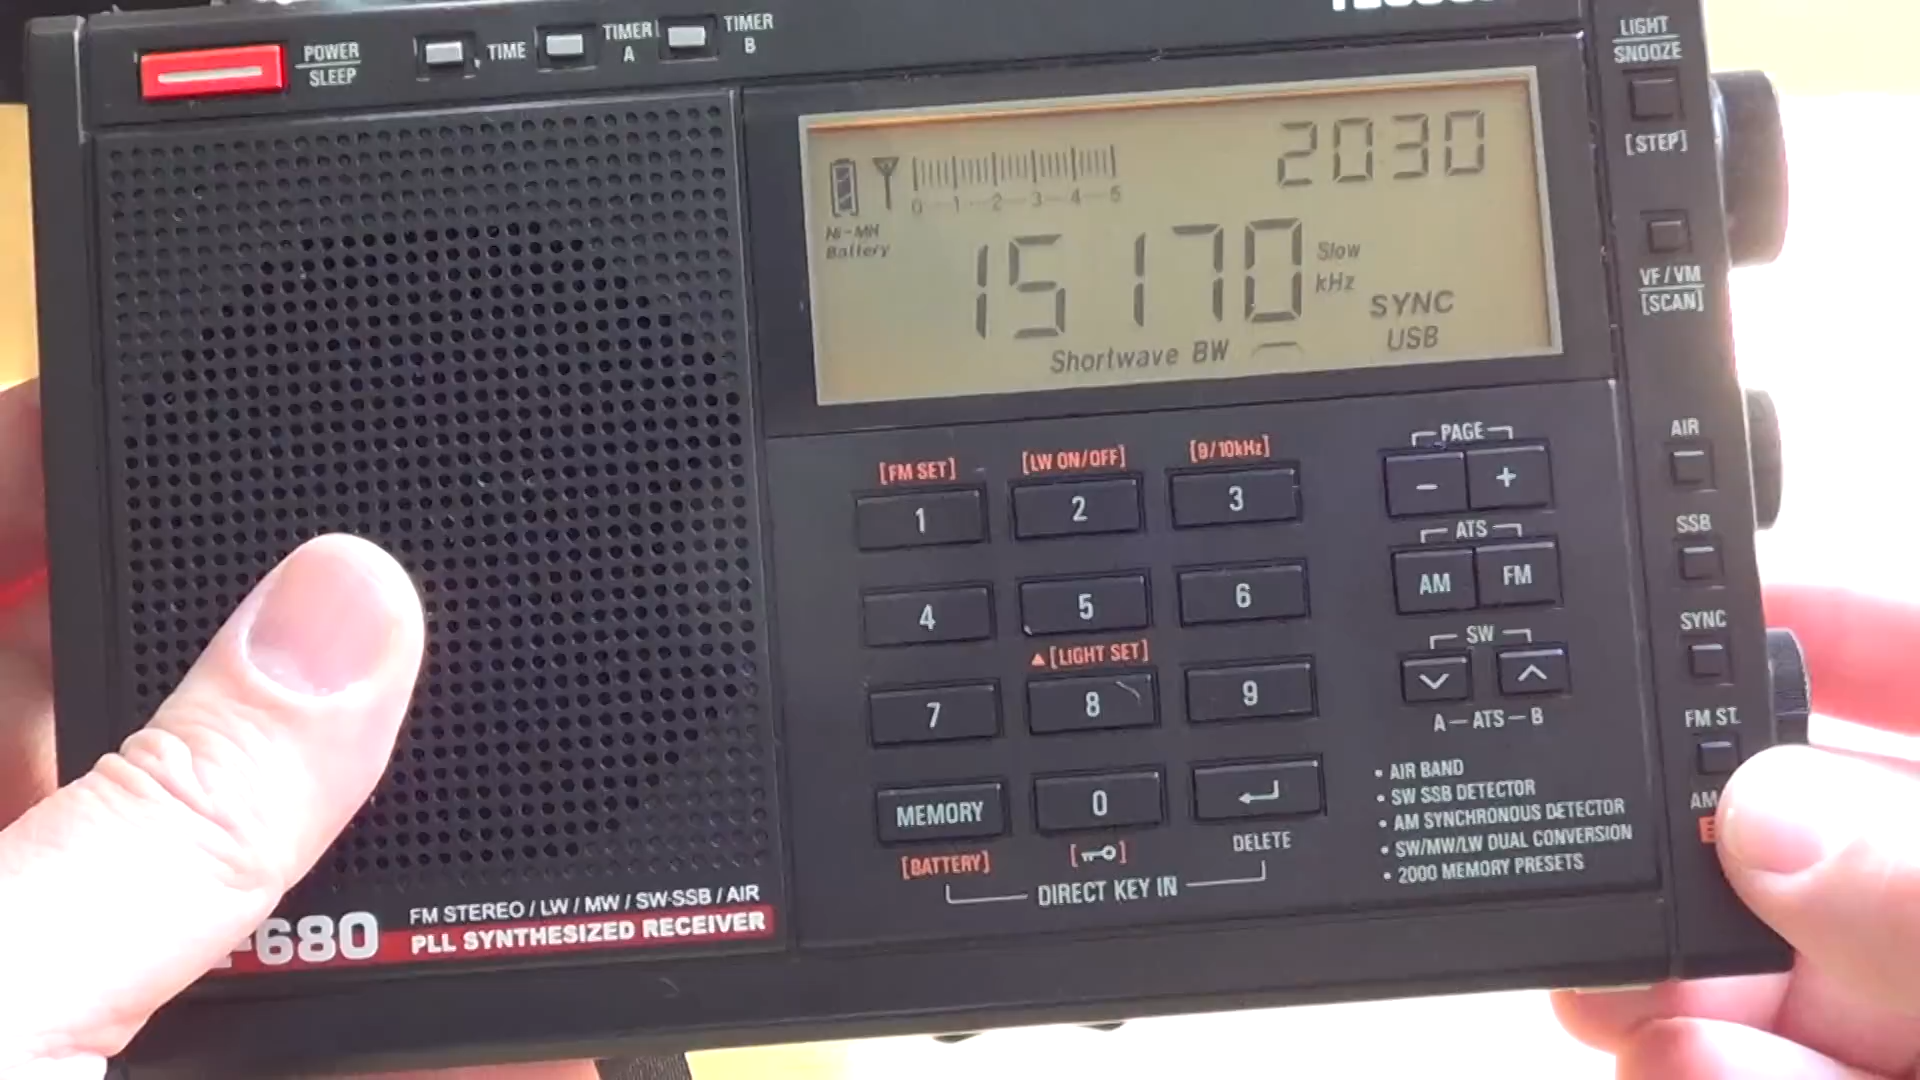 POWER
SLEEP
TIME
TIMER
A
TIMER
B
LIGHT
SNOOZE
[STEP]
2030
0-1-2-3-4-5
Ni-MH
Battery
15170
Slow
kHz
SYNC
USB
Shortwave BW
VF/VM
[SCAN]
[FM SET]
[LW ON/OFF]
[9/10kHz]
1
2
3
PAGE
-
+
AIR
4
5
6
ATS
AM
FM
SSB
▲[LIGHT SET]
7
8
9
SW
A-ATS-B
SYNC
FM ST.
MEMORY
0
DELETE
[BATTERY]
DIRECT KEY IN
• AIR BAND
• SW SSB DETECTOR
• AM SYNCHRONOUS DETECTOR
• SW/MW/LW DUAL CONVERSION
• 2000 MEMORY PRESETS
AM
-680
FM STEREO / LW / MW / SW-SSB / AIR
PLL SYNTHESIZED RECEIVER